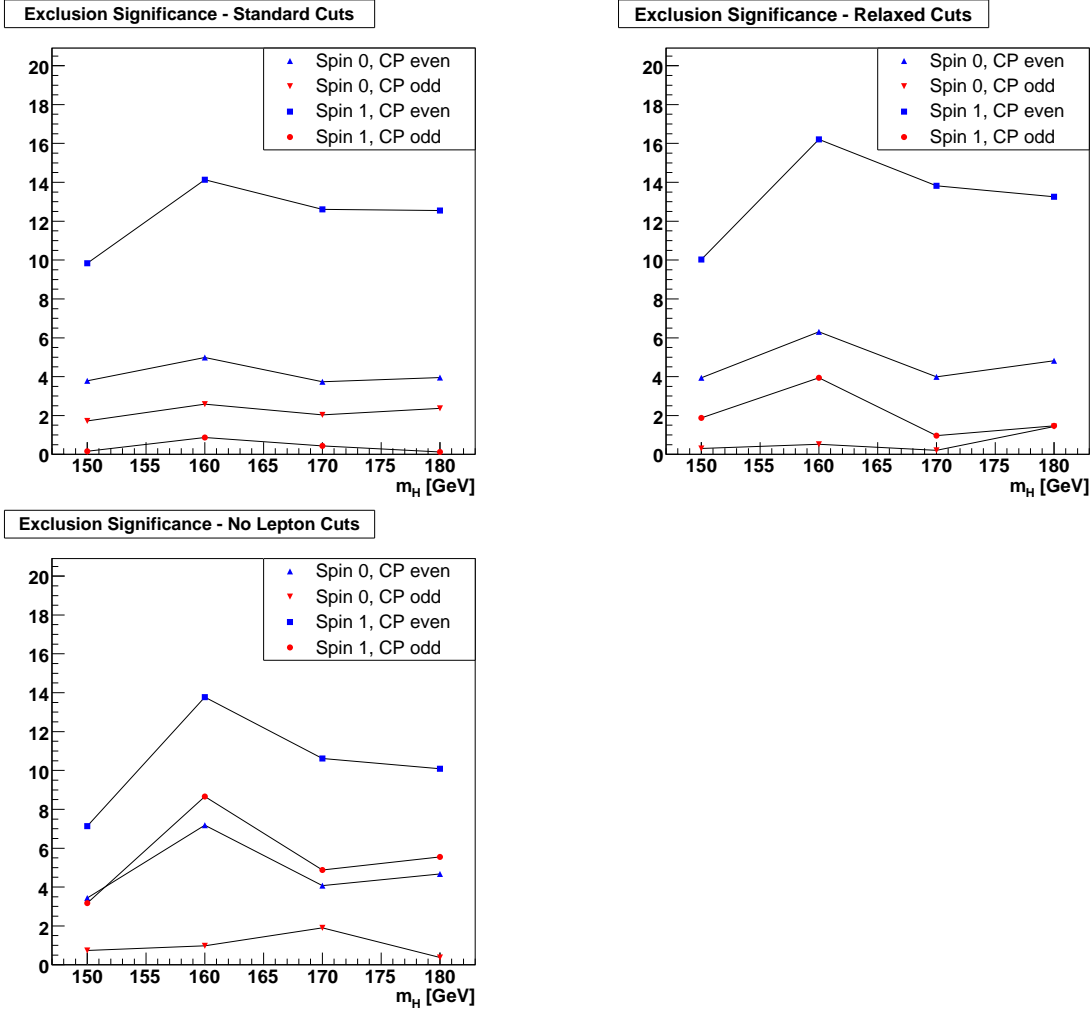 Exclusion Significance - Standard Cuts
Spin 0, CP even
Spin 0, CP odd
Spin 1, CP even
Spin 1, CP odd
20
18
16
14
12
10
8
6
4
2
0
150 155 160 165 170 175 180
m_H [GeV]
Exclusion Significance - Relaxed Cuts
Spin 0, CP even
Spin 0, CP odd
Spin 1, CP even
Spin 1, CP odd
20
18
16
14
12
10
8
6
4
2
0
150 155 160 165 170 175 180
m_H [GeV]
Exclusion Significance - No Lepton Cuts
Spin 0, CP even
Spin 0, CP odd
Spin 1, CP even
Spin 1, CP odd
20
18
16
14
12
10
8
6
4
2
0
150 155 160 165 170 175 180
m_H [GeV]